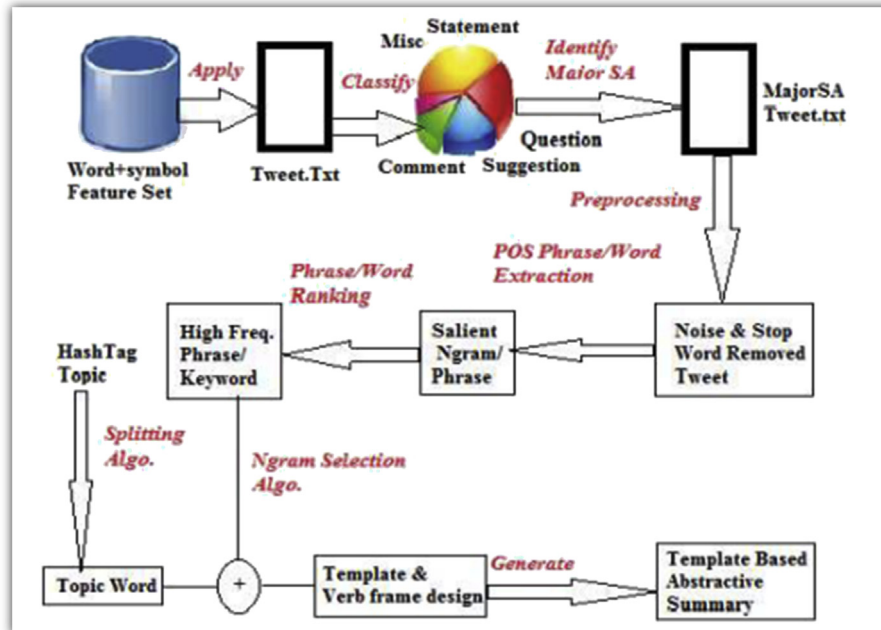 Statement
Misc
Identify
Major SA
Apply
Classify
MajorSA
Tweet.txt
Question
Word+symbol
Feature Set
Tweet.Txt
Comment
Suggestion
Preprocessing
POS Phrase/Word
Extraction
Phrase/Word
Ranking
High Freq.
Phrase/
Keyword
Salient
Ngram/
Phrase
Noise & Stop
Word Removed
Tweet
HashTag
Topic
Splitting
Algo.
Ngram Selection
Algo.
Topic Word
+
Template &
Verb frame design
Generate
Template Based
Abstractive
Summary